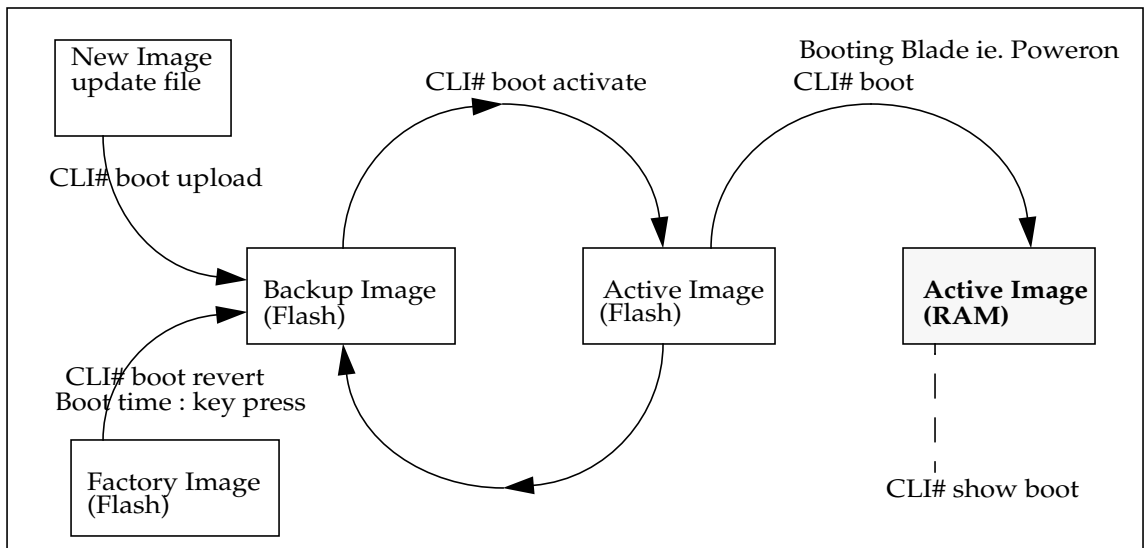 New Image
update file
CLI# boot upload
CLI# boot activate
Booting Blade ie. Poweron
CLI# boot
Backup Image
(Flash)
Active Image
(Flash)
Active Image
(RAM)
CLI# boot revert
Boot time : key press
Factory Image
(Flash)
CLI# show boot